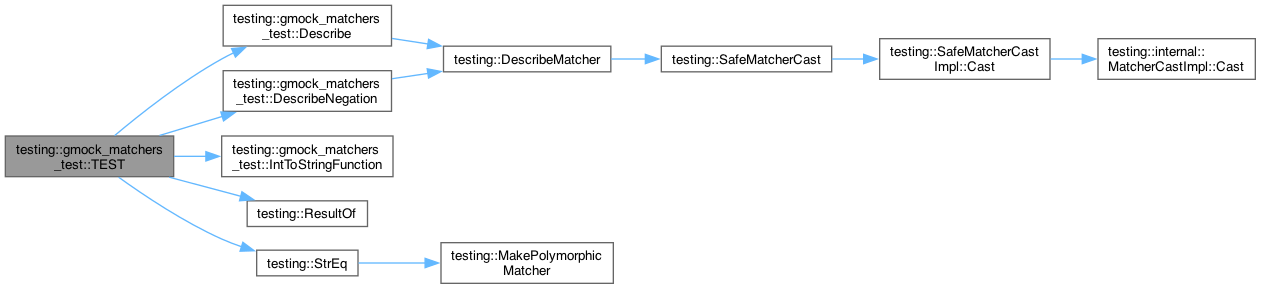 testing::gmock_matchers
_test::TEST
testing::gmock_matchers
_test::Describe
testing::gmock_matchers
_test::DescribeNegation
testing::gmock_matchers
_test::IntToStringFunction
testing::ResultOf
testing::StrEq
testing::DescribeMatcher
testing::MakePolymorphic
Matcher
testing::SafeMatcherCast
testing::SafeMatcherCast
Impl::Cast
testing::internal::
MatcherCastImpl::Cast